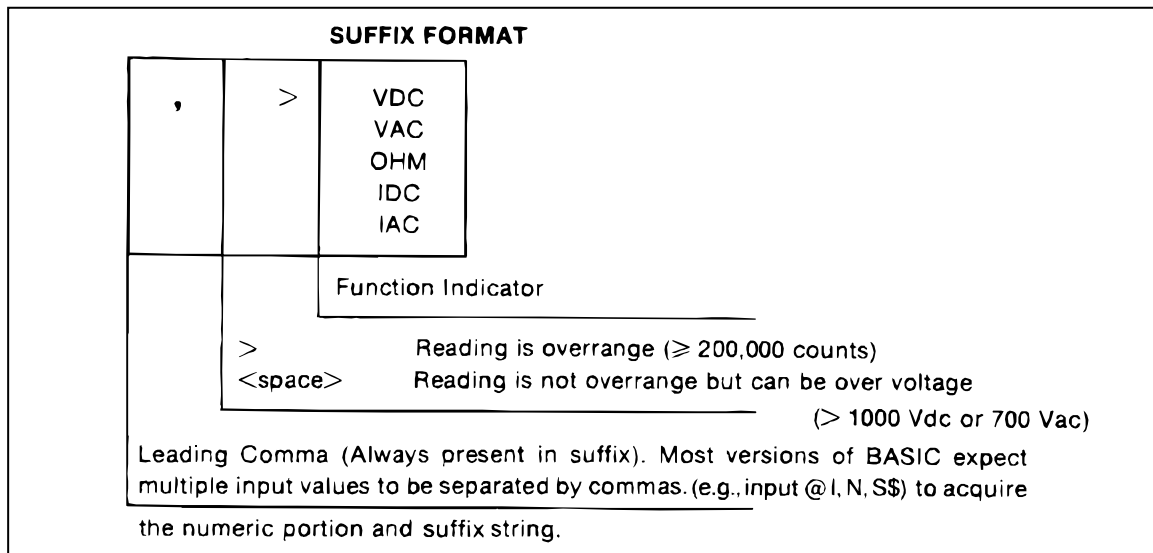 SUFFIX FORMAT
, > VDC
VAC
OHM
IDC
IAC
Function Indicator
> Reading is overrange (⩾ 200,000 counts)
<space> Reading is not overrange but can be over voltage
(> 1000 Vdc or 700 Vac)
Leading Comma (Always present in suffix). Most versions of BASIC expect
multiple input values to be separated by commas. (e.g., input @ I, N, S$) to acquire
the numeric portion and suffix string.